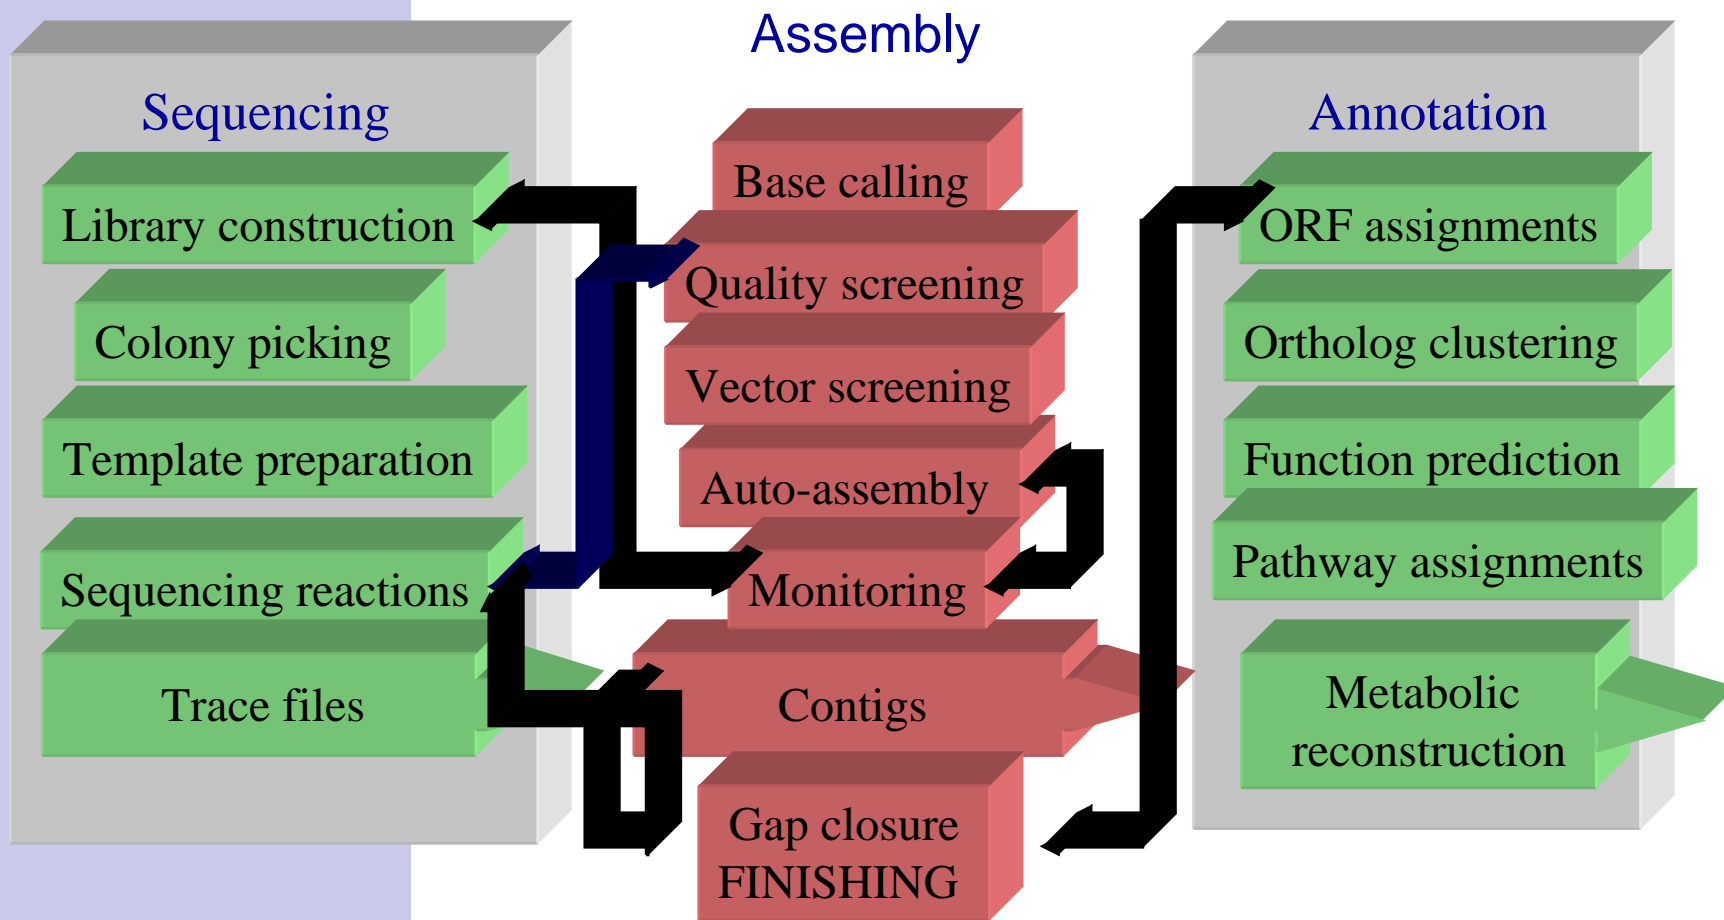 Assembly
Sequencing
Library construction
Colony picking
Template preparation
Sequencing reactions
Trace files
Base calling
Quality screening
Vector screening
Auto-assembly
Monitoring
Contigs
Gap closure
FINISHING
Annotation
ORF assignments
Ortholog clustering
Function prediction
Pathway assignments
Metabolic
reconstruction